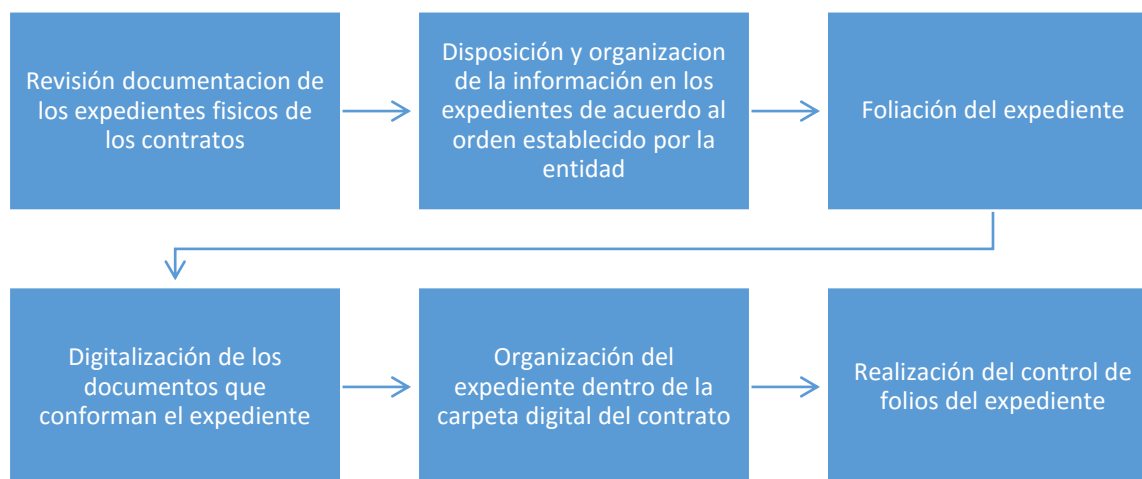 Revisión documentacion de
los expedientes fisicos de
los contratos
Disposición y organizacion
de la información en los
expedientes de acuerdo al
orden establecido por la
entidad
Foliación del expediente
Digitalización de los
documentos que
conforman el expediente
Organización del
expediente dentro de la
carpeta digital del contrato
Realización del control de
folios del expediente